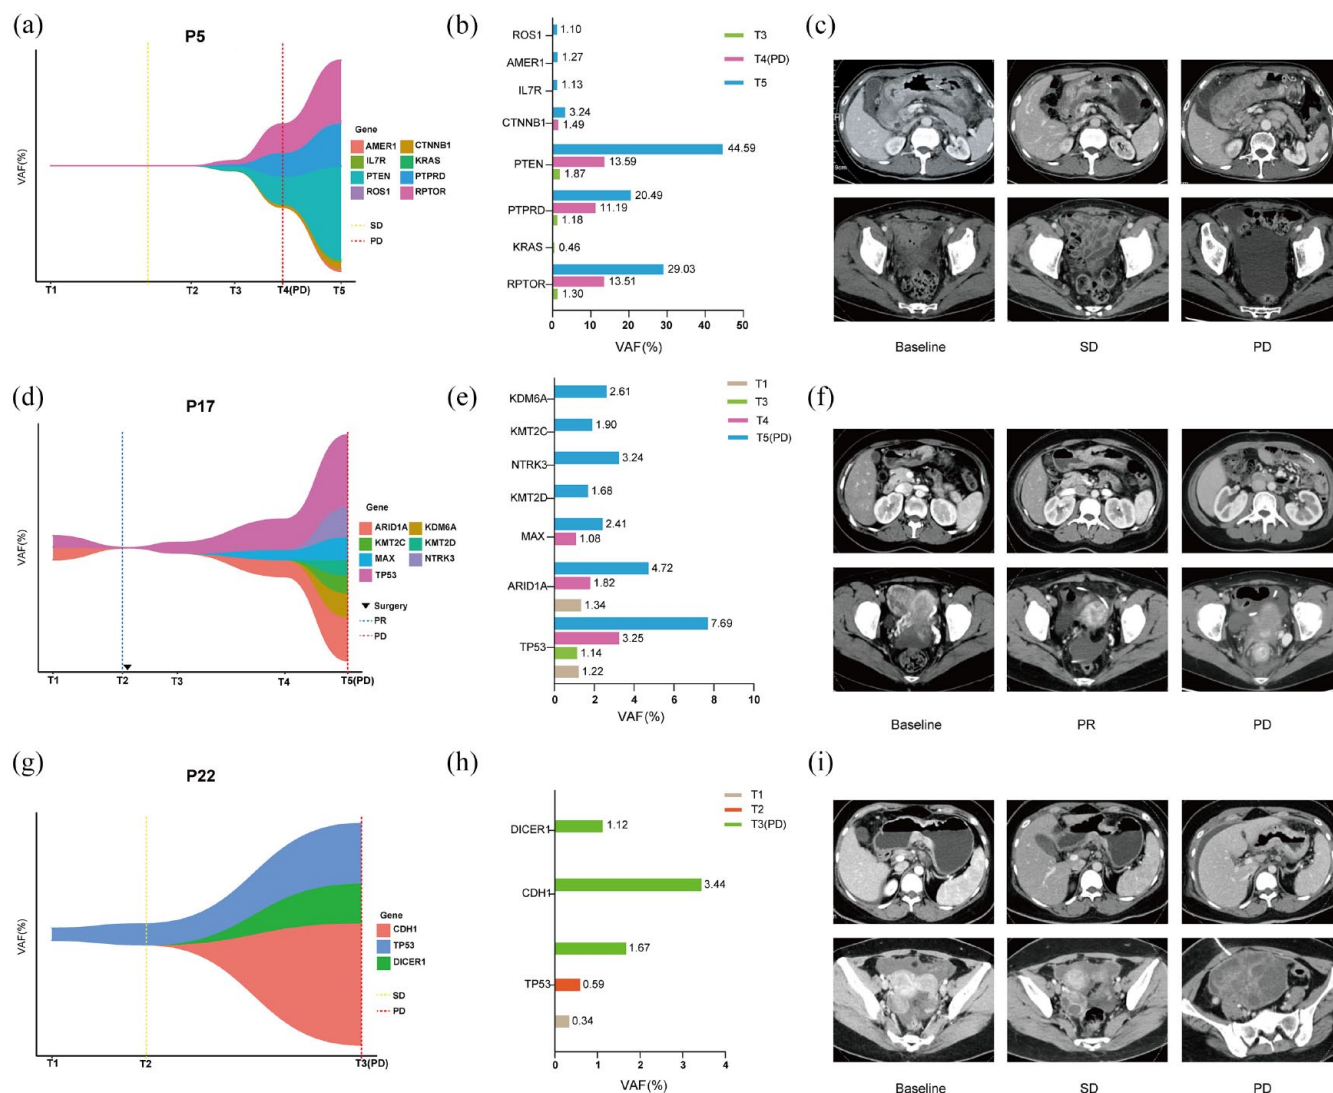 (a)
P5
VAF(%)
Gene
AMER1 CTNNB1
IL7R KRAS
PTEN PTPRD
ROS1 RPTOR
SD
PD
T1 T2 T3 T4(PD) T5
(b)
ROS1 1.10
AMER1 1.27
IL7R 1.13
CTNNB1 3.24
1.49
PTEN 44.59
13.59
1.87
PTPRD 20.49
11.19
1.18
KRAS 0.46
RPTOR 29.03
13.51
1.30
T3
T4(PD)
T5
0 10 20 30 40 50
VAF(%)
(c)
Baseline SD PD
(d)
P17
VAF(%)
Gene
ARID1A KDM6A
KMT2C KMT2D
MAX NTRK3
TP53
Surgery
PR
PD
T1 T2 T3 T4 T5(PD)
(e)
KDM6A 2.61
KMT2C 1.90
NTRK3 3.24
KMT2D 1.68
MAX 2.41
1.08
ARID1A 4.72
1.82
1.34
TP53 7.69
3.25
1.14
1.22
T1
T3
T4
T5(PD)
0 2 4 6 8 10
VAF(%)
(f)
Baseline PR PD
(g)
P22
VAF(%)
Gene
CDH1
TP53
DICER1
SD
PD
T1 T2 T3(PD)
(h)
DICER1 1.12
CDH1 3.44
1.67
TP53 0.59
0.34
T1
T2
T3(PD)
0 1 2 3 4
VAF(%)
(i)
Baseline SD PD